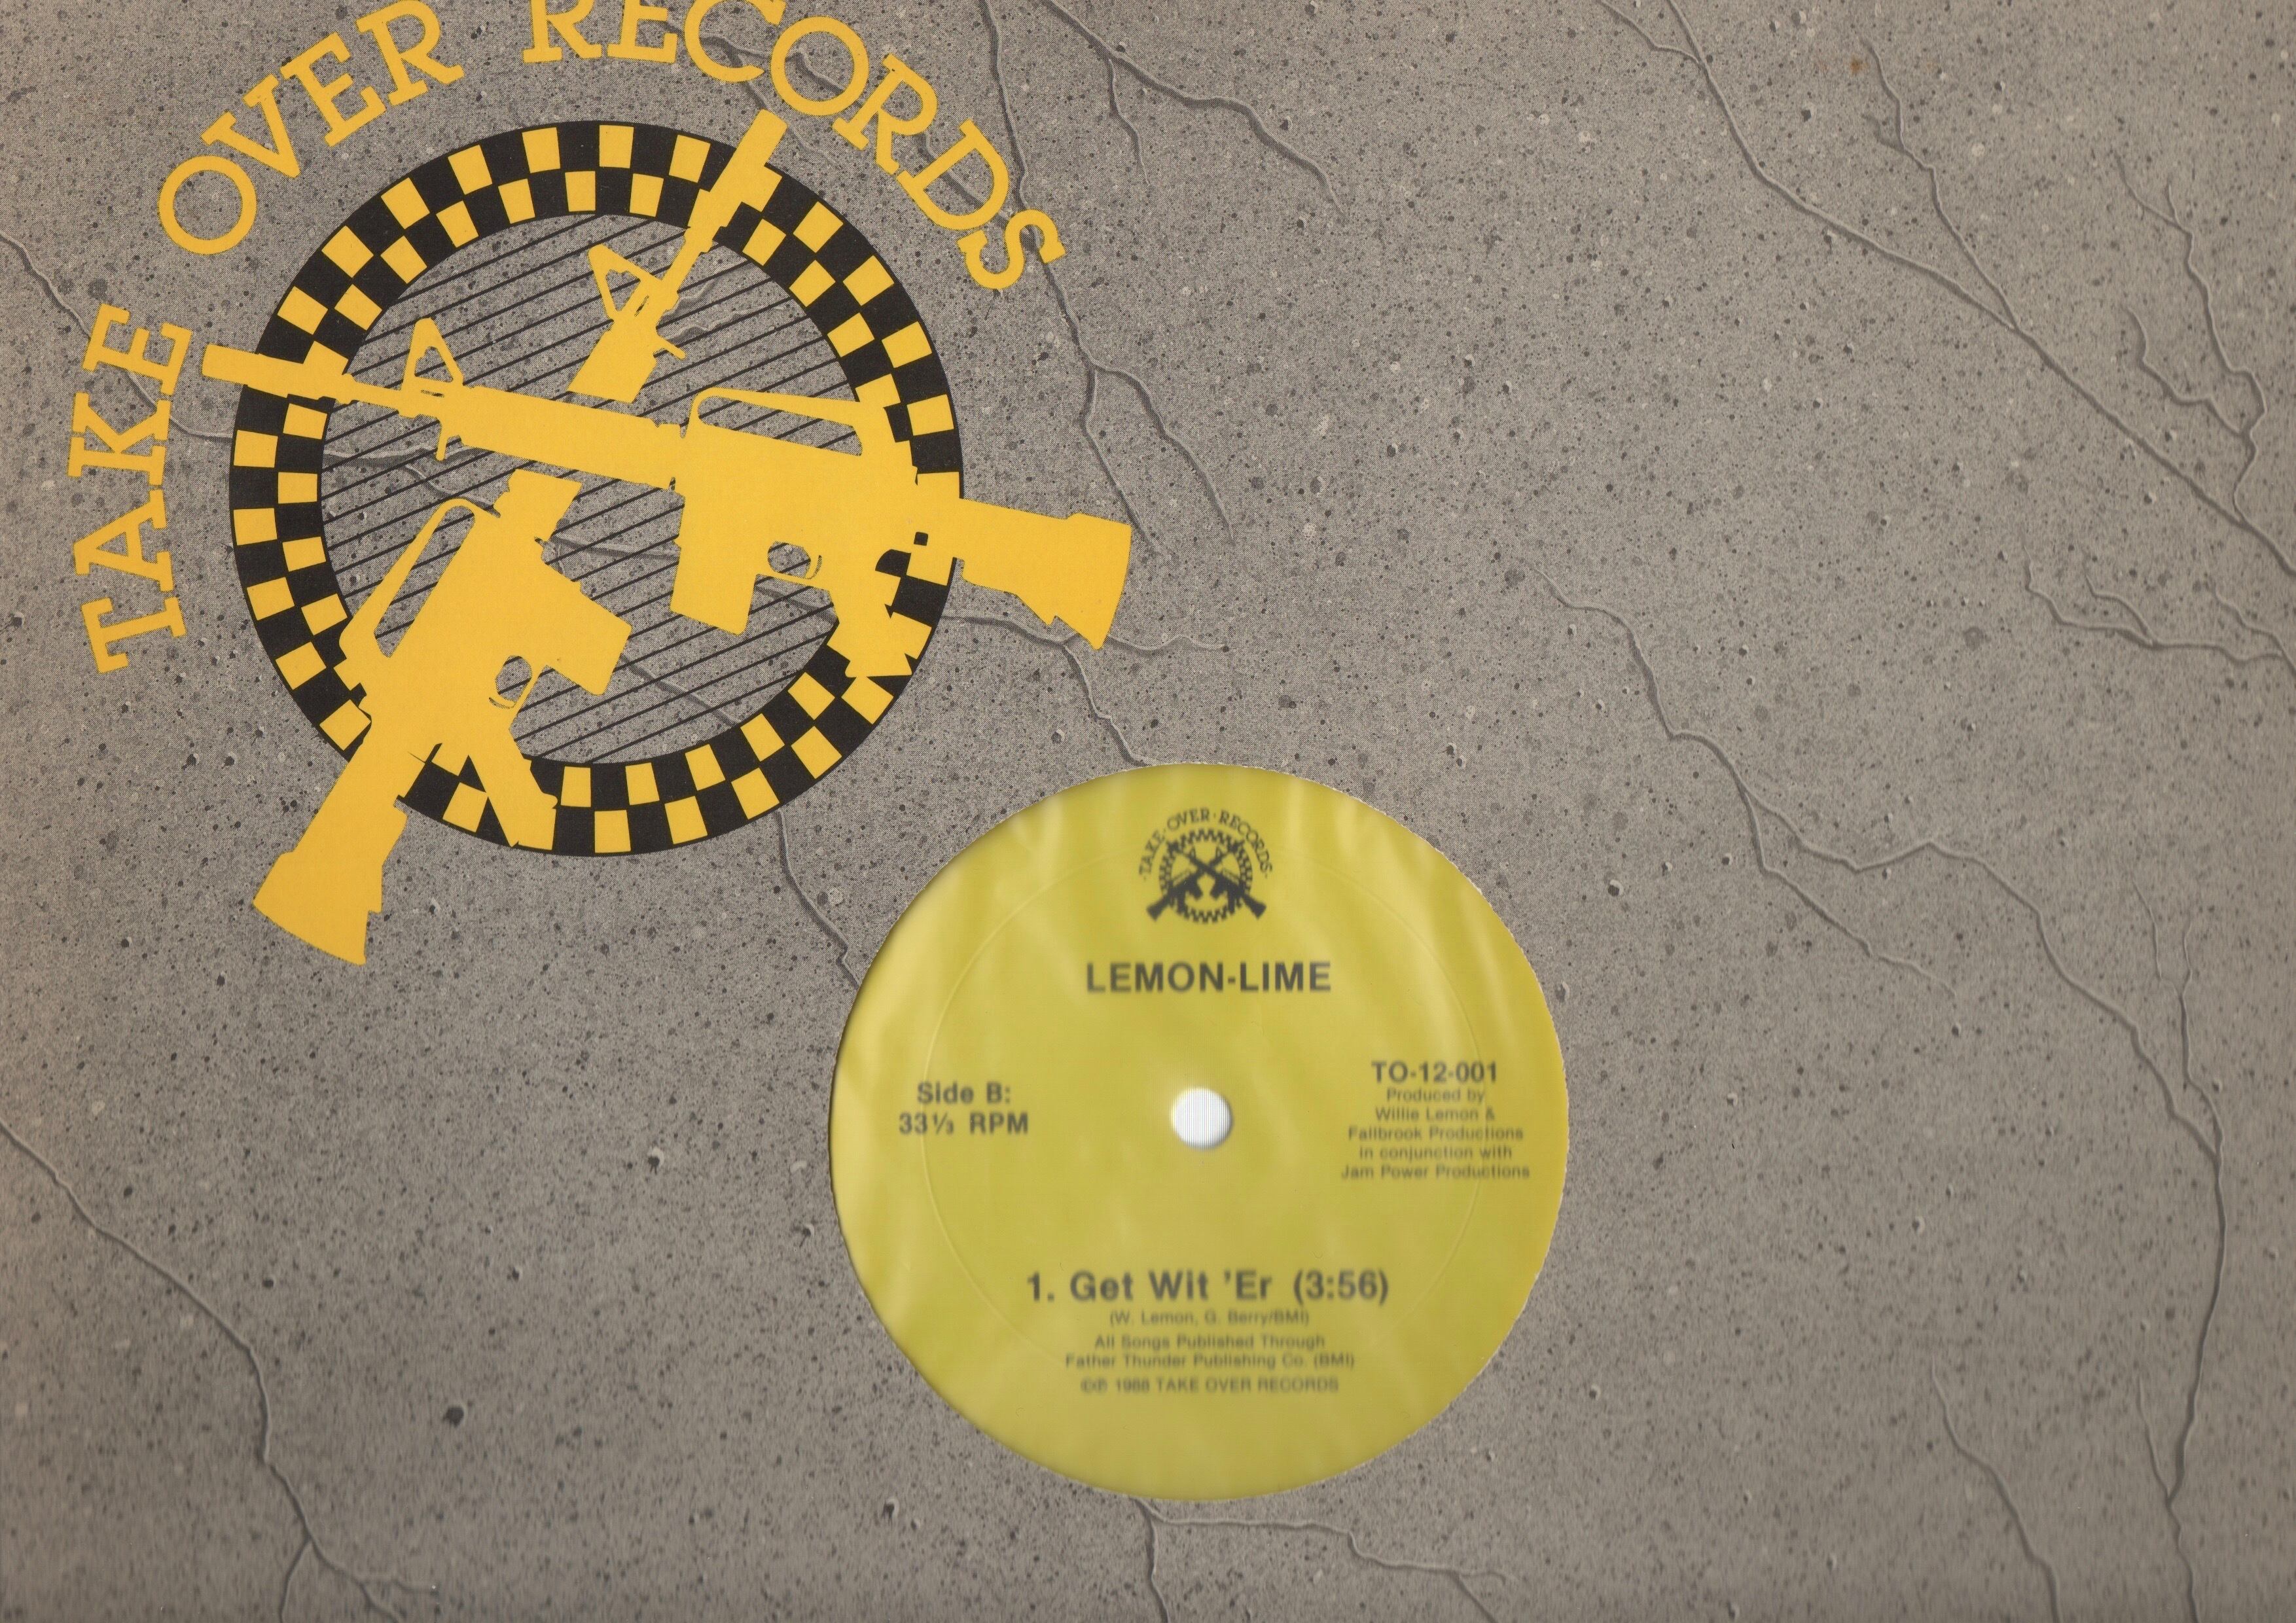 TAKE OVER RECORDS
·TAKE·OVER·RECORDS·
LEMON-LIME
Side B:
33⅓ RPM
TO-12-001
Produced by
Willie Lemon &
Fallbrook Productions
in conjunction with
Jam Power Productions
1. Get Wit 'Er (3:56)
(W. Lemon, G. Berry/BMI)
All Songs Published Through
Father Thunder Publishing Co. (BMI)
©℗ 1988 TAKE OVER RECORDS